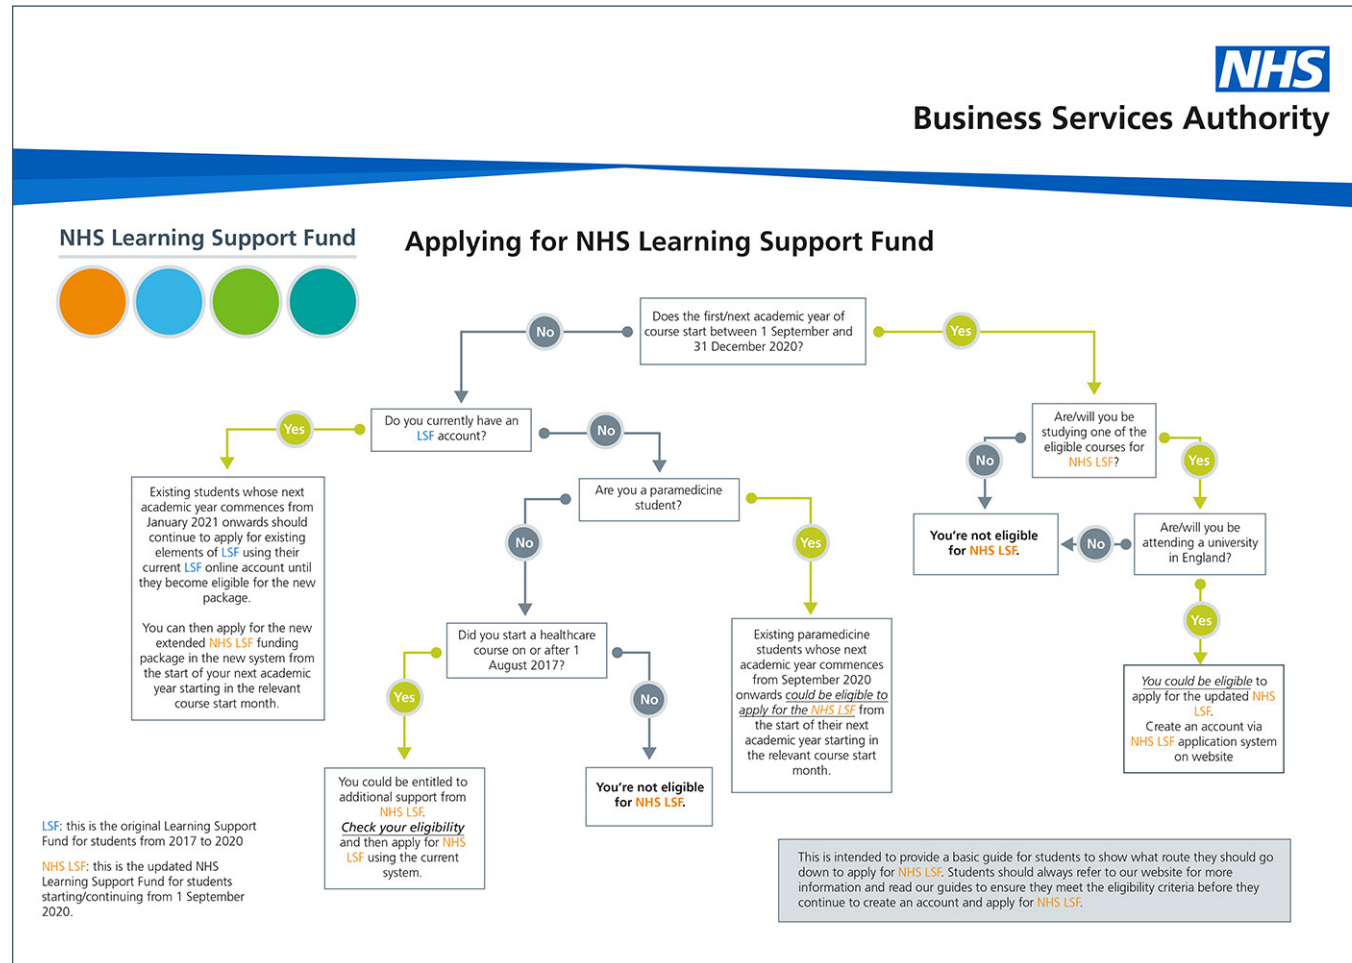 NHS
Business Services Authority
NHS Learning Support Fund
Applying for NHS Learning Support Fund
Does the first/next academic year of
course start between 1 September and
31 December 2020?
No
Yes
Do you currently have an
LSF account?
Yes
No
Are/will you be
studying one of the
eligible courses for
NHS LSF?
No
Yes
Existing students whose next
academic year commences from
January 2021 onwards should
continue to apply for existing
elements of LSF using their
current LSF online account until
they become eligible for the new
package.
You can then apply for the new
extended NHS LSF funding
package in the new system from
the start of your next academic
year starting in the relevant
course start month.
Are you a paramedicine
student?
No
Yes
You're not eligible
for NHS LSF.
No
Are/will you be
attending a university
in England?
Yes
Did you start a healthcare
course on or after 1
August 2017?
Yes
No
Existing paramedicine
students whose next
academic year commences
from September 2020
onwards could be eligible to
apply for the NHS LSF from
the start of their next
academic year starting in
the relevant course start
month.
You could be eligible to
apply for the updated NHS
LSF.
Create an account via
NHS LSF application system
on website
You could be entitled to
additional support from
NHS LSF.
Check your eligibility
and then apply for NHS
LSF using the current
system.
You're not eligible
for NHS LSF.
LSF: this is the original Learning Support
Fund for students from 2017 to 2020
NHS LSF: this is the updated NHS
Learning Support Fund for students
starting/continuing from 1 September
2020.
This is intended to provide a basic guide for students to show what route they should go
down to apply for NHS LSF. Students should always refer to our website for more
information and read our guides to ensure they meet the eligibility criteria before they
continue to create an account and apply for NHS LSF.